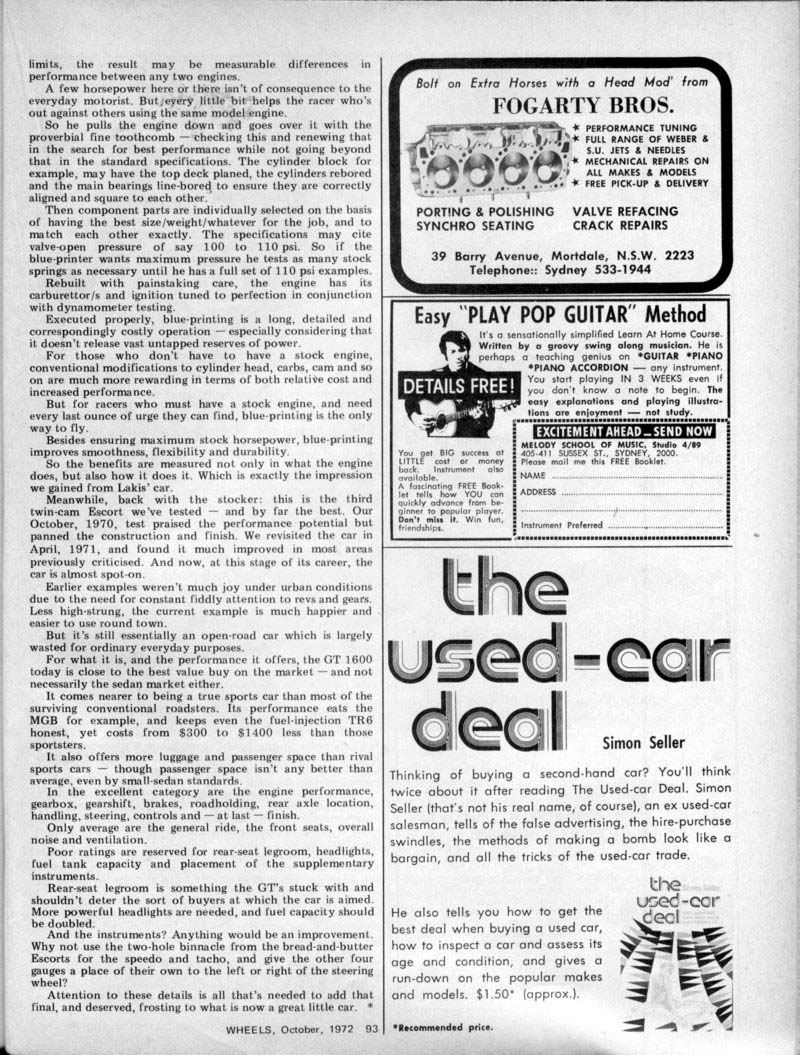 limits, the result may be measurable differences in
performance between any two engines.
A few horsepower here or there isn't of consequence to the
everyday motorist. But every little bit helps the racer who's
out against others using the same model engine.
So he pulls the engine down and goes over it with the
proverbial fine toothcomb — checking this and renewing that
in the search for best performance while not going beyond
that in the standard specifications. The cylinder block for
example, may have the top deck planed, the cylinders rebored
and the main bearings line-bored to ensure they are correctly
aligned and square to each other.
Then component parts are individually selected on the basis
of having the best size/weight/whatever for the job, and to
match each other exactly. The specifications may cite
valve-open pressure of say 100 to 110 psi. So if the
blue-printer wants maximum pressure he tests as many stock
springs as necessary until he has a full set of 110 psi examples.
Rebuilt with painstaking care, the engine has its
carburettor/s and ignition tuned to perfection in conjunction
with dynamometer testing.
Executed properly, blue-printing is a long, detailed and
correspondingly costly operation — especially considering that
it doesn't release vast untapped reserves of power.
For those who don't have to have a stock engine,
conventional modifications to cylinder head, carbs, cam and so
on are much more rewarding in terms of both relative cost and
increased performance.
But for racers who must have a stock engine, and need
every last ounce of urge they can find, blue-printing is the only
way to fly.
Besides ensuring maximum stock horsepower, blue-printing
improves smoothness, flexibility and durability.
So the benefits are measured not only in what the engine
does, but also how it does it. Which is exactly the impression
we gained from Lakis' car.
Meanwhile, back with the stocker: this is the third
twin-cam Escort we've tested — and by far the best. Our
October, 1970, test praised the performance potential but
panned the construction and finish. We revisited the car in
April, 1971, and found it much improved in most areas
previously criticised. And now, at this stage of its career, the
car is almost spot-on.
Earlier examples weren't much joy under urban conditions
due to the need for constant fiddly attention to revs and gears.
Less high-strung, the current example is much happier and
easier to use round town.
But it's still essentially an open-road car which is largely
wasted for ordinary everyday purposes.
For what it is, and the performance it offers, the GT 1600
today is close to the best value buy on the market — and not
necessarily the sedan market either.
It comes nearer to being a true sports car than most of the
surviving conventional roadsters. Its performance eats the
MGB for example, and keeps even the fuel-injection TR6
honest, yet costs from $300 to $1400 less than those
sportsters.
It also offers more luggage and passenger space than rival
sports cars — though passenger space isn't any better than
average, even by small-sedan standards.
In the excellent category are the engine performance,
gearbox, gearshift, brakes, roadholding, rear axle location,
handling, steering, controls and — at last — finish.
Only average are the general ride, the front seats, overall
noise and ventilation.
Poor ratings are reserved for rear-seat legroom, headlights,
fuel tank capacity and placement of the supplementary
instruments.
Rear-seat legroom is something the GT's stuck with and
shouldn't deter the sort of buyers at which the car is aimed.
More powerful headlights are needed, and fuel capacity should
be doubled.
And the instruments? Anything would be an improvement.
Why not use the two-hole binnacle from the bread-and-butter
Escorts for the speedo and tacho, and give the other four
gauges a place of their own to the left or right of the steering
wheel?
Attention to these details is all that's needed to add that
final, and deserved, frosting to what is now a great little car. *
WHEELS, October, 1972 93
Bolt on Extra Horses with a Head Mod' from
FOGARTY BROS.
★ PERFORMANCE TUNING
★ FULL RANGE OF WEBER &
S.U. JETS & NEEDLES
★ MECHANICAL REPAIRS ON
ALL MAKES & MODELS
★ FREE PICK-UP & DELIVERY
PORTING & POLISHING VALVE REFACING
SYNCHRO SEATING CRACK REPAIRS
39 Barry Avenue, Mortdale, N.S.W. 2223
Telephone:: Sydney 533-1944
Easy "PLAY POP GUITAR" Method
It's a sensationally simplified Learn At Home Course.
Written by a groovy swing along musician. He is
perhaps a teaching genius on *GUITAR *PIANO
*PIANO ACCORDION — any instrument.
You start playing IN 3 WEEKS even if
you don't know a note to begin. The
easy explanations and playing illustra-
tions are enjoyment — not study.
DETAILS FREE!
You get BIG success at
LITTLE cost or money
back. Instrument also
available.
A fascinating FREE Book-
let tells how YOU can
quickly advance from be-
ginner to popular player.
Don't miss it. Win fun,
friendships.
EXCITEMENT AHEAD — SEND NOW
MELODY SCHOOL OF MUSIC, Studio 4/89
405-411 SUSSEX ST., SYDNEY, 2000.
Please mail me this FREE Booklet.
NAME
ADDRESS
Instrument Preferred
the
used-car
deal
Simon Seller
Thinking of buying a second-hand car? You'll think
twice about it after reading The Used-car Deal. Simon
Seller (that's not his real name, of course), an ex used-car
salesman, tells of the false advertising, the hire-purchase
swindles, the methods of making a bomb look like a
bargain, and all the tricks of the used-car trade.
He also tells you how to get the
best deal when buying a used car,
how to inspect a car and assess its
age and condition, and gives a
run-down on the popular makes
and models. $1.50* (approx.).
the
Simon Seller
used-car
deal
*Recommended price.